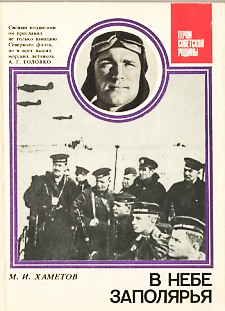 Своими подвигами
он прославил
не только авиацию
Северного флота,
но и всех наших
морских летчиков.
А. Г. ГОЛОВКО
ГЕРОИ
СОВЕТСКОЙ
РОДИНЫ
М. И. ХАМЕТОВ
В НЕБЕ
ЗАПОЛЯРЬЯ